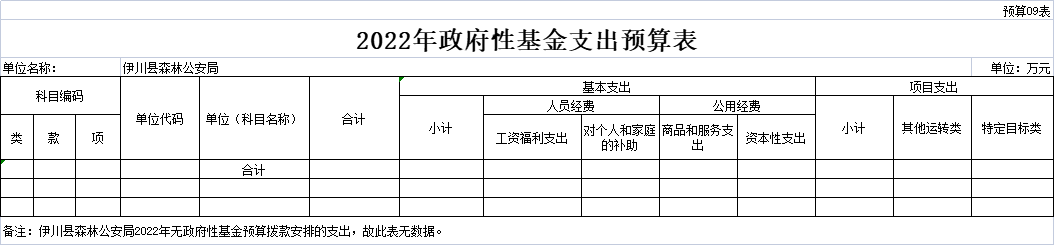 预算09表
2022年政府性基金支出预算表
单位名称： 伊川县森林公安局 单位：万元
科目编码 单位代码 单位（科目名称） 合计 基本支出 项目支出
小计 人员经费 公用经费 小计 其他运转类 特定目标类
类 款 项 工资福利支出 对个人和家庭的补助 商品和服务支出 资本性支出
合计
备注：伊川县森林公安局2022年无政府性基金预算拨款安排的支出，故此表无数据。